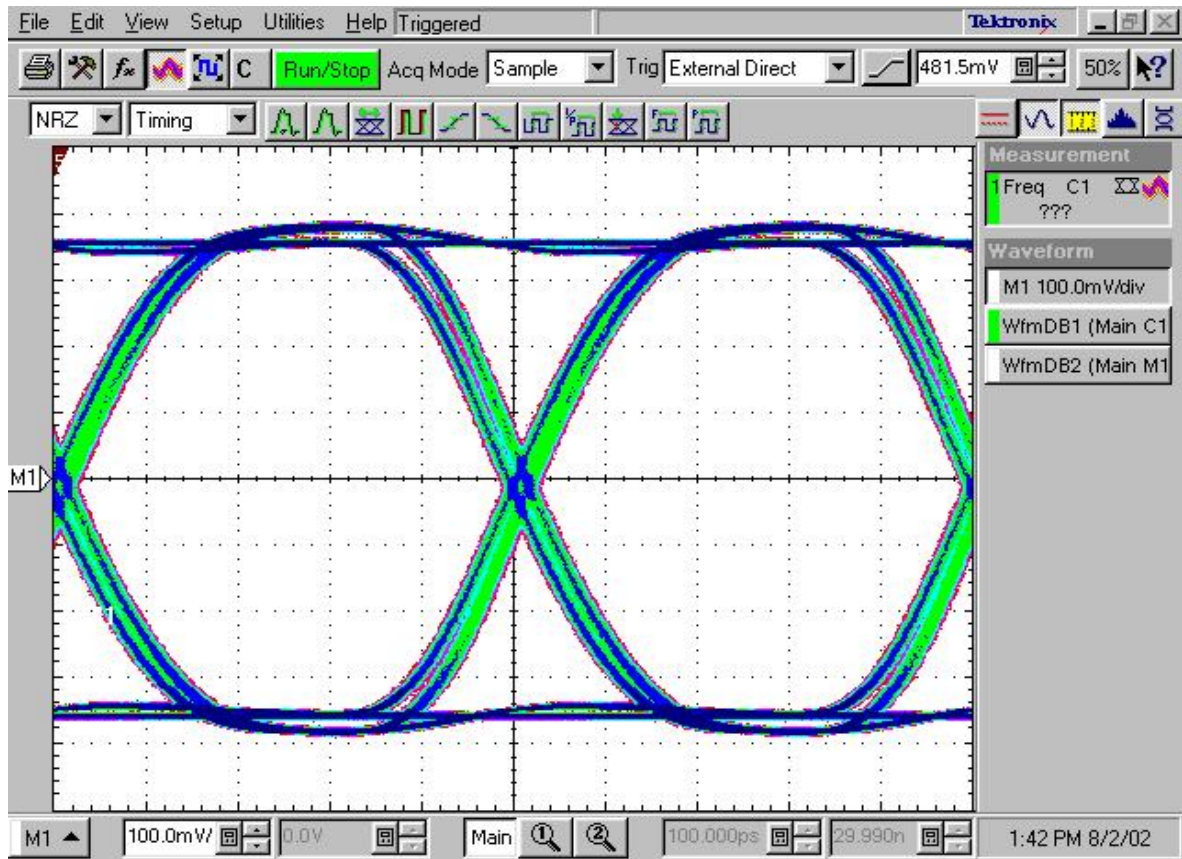 File Edit View Setup Utilities Help Triggered Tektronix
Run/Stop Acq Mode Sample Trig External Direct 481.5mV 50%
NRZ Timing
Measurement
1 Freq C1
???
Waveform
M1 100.0mV/div
WfmDB1 (Main C1
WfmDB2 (Main M1
M1
M1 100.0mV/ 0.0V Main 1 2 100.000ps 29.990n 1:42 PM 8/2/02